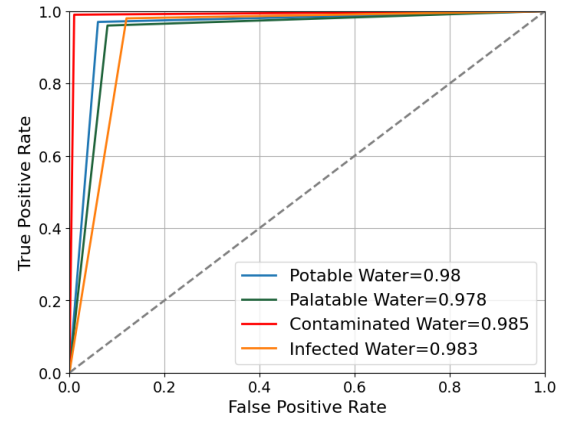 1.0
0.8
0.6
0.4
0.2
0.0
True Positive Rate
Potable Water=0.98
Palatable Water=0.978
Contaminated Water=0.985
Infected Water=0.983
0.0 0.2 0.4 0.6 0.8 1.0
False Positive Rate